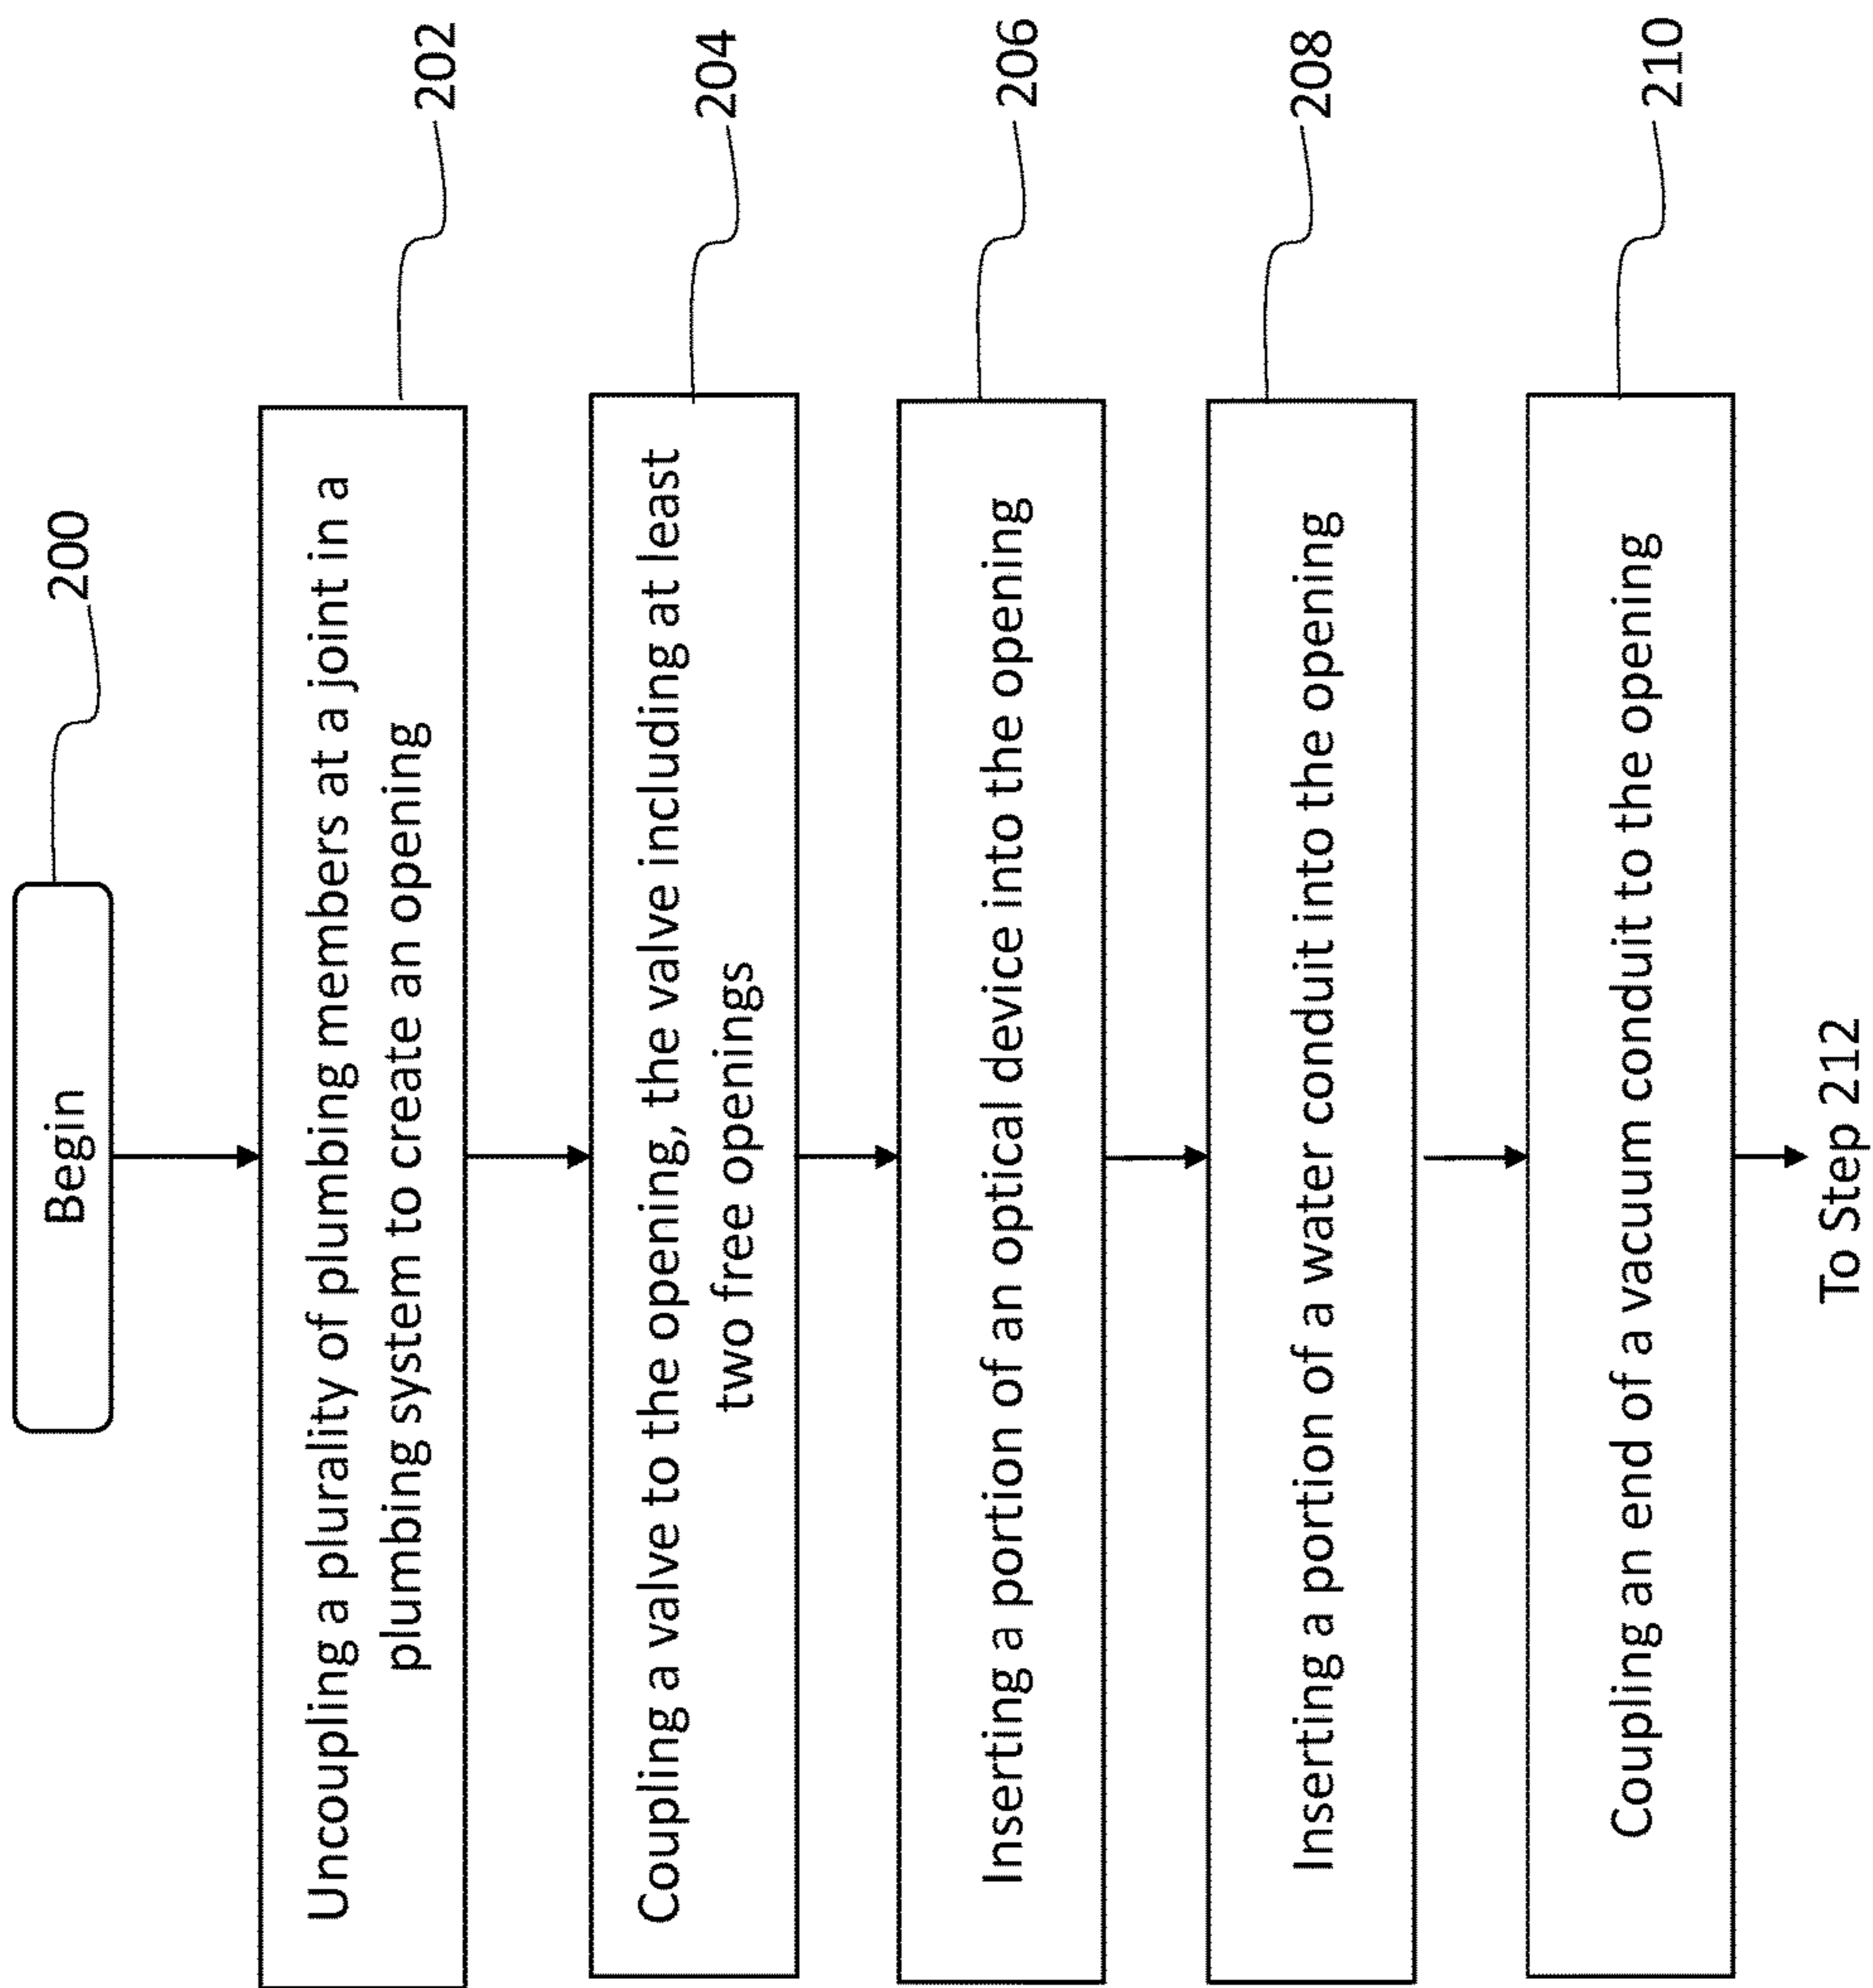 Begin
200
Uncoupling a plurality of plumbing members at a joint in a
plumbing system to create an opening
202
Coupling a valve to the opening, the valve including at least
two free openings
204
Inserting a portion of an optical device into the opening
206
Inserting a portion of a water conduit into the opening
208
Coupling an end of a vacuum conduit to the opening
210
To Step 212